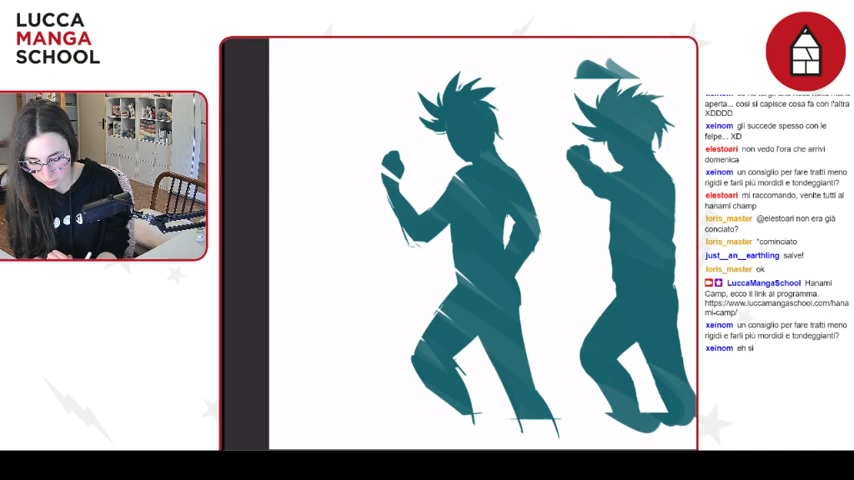 LUCCA
MANGA
SCHOOL
aperta... così si capisce cosa fa con l'altra
XDDDD
xeinom gli succede spesso con le
felpe... XD
elestoari non vedo l'ora che arrivi
domenica
xeinom un consiglio per fare tratti meno
rigidi e farli più morbidi e tondeggianti?
elestoari mi raccomando, venite tutti al
hanami champ
loris_master @elestoari non era già
conciato?
loris_master *cominciato
just__an__earthling salve!
loris_master ok
LuccaMangaSchool Hanami
Camp, ecco il link al programma.
https://www.luccamangaschool.com/hana
mi-camp/
xeinom un consiglio per fare tratti meno
rigidi e farli più morbidi e tondeggianti?
xeinom eh si